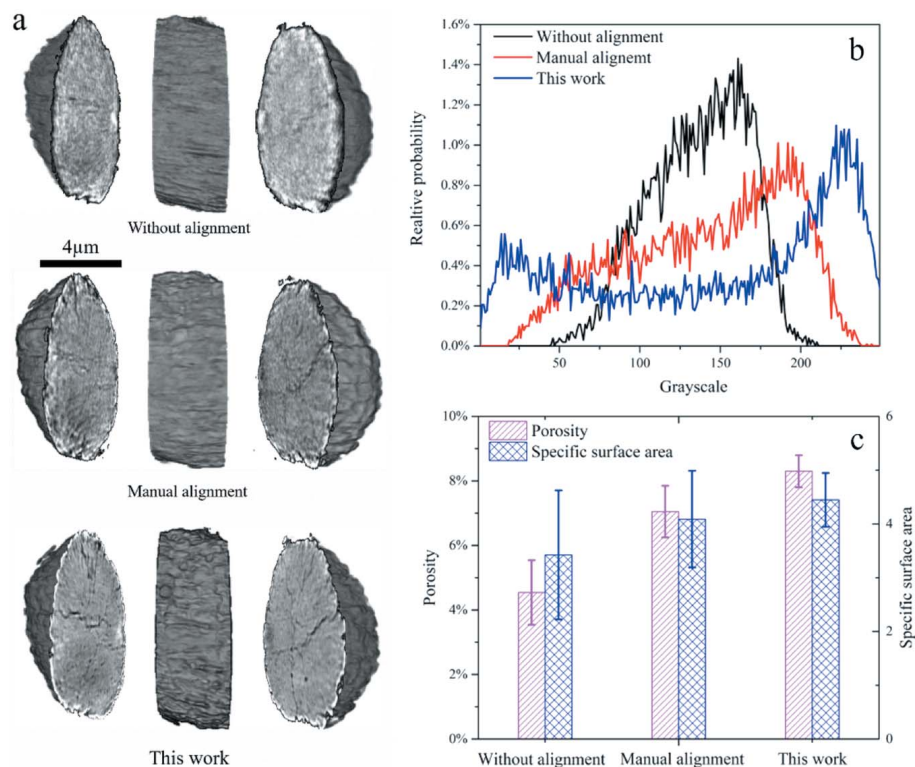 a
Without alignment
4μm
Manual alignment
This work
b
Without alignment
Manual alignemt
This work
1.6%
1.4%
1.2%
1.0%
0.8%
0.6%
0.4%
0.2%
0.0%
Realtive probability
50
100
150
200
Grayscale
c
Porosity
Specific surface area
10%
8%
6%
4%
2%
0%
Porosity
6
4
2
0
Specific surface area
Without alignment
Manual alignment
This work